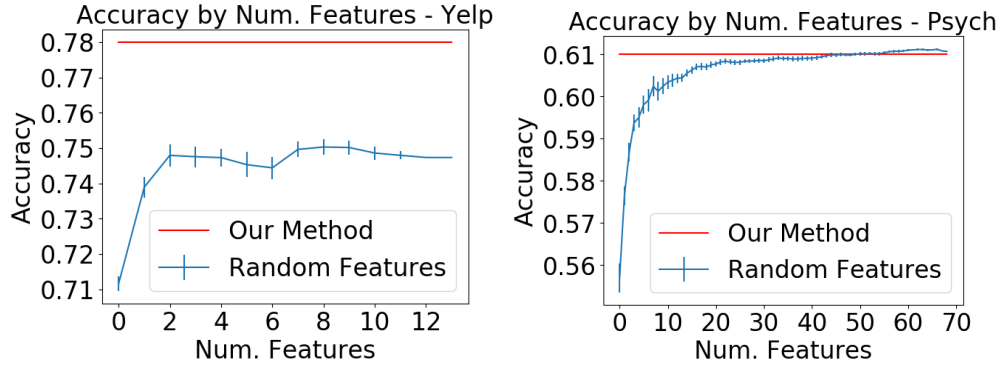 Accuracy by Num. Features - Yelp
0.78
0.77
0.76
0.75
0.74
0.73
0.72
0.71
Accuracy
Our Method
Random Features
0 2 4 6 8 10 12
Num. Features
Accuracy by Num. Features - Psych
0.61
0.60
0.59
0.58
0.57
0.56
Accuracy
Our Method
Random Features
0 10 20 30 40 50 60 70
Num. Features